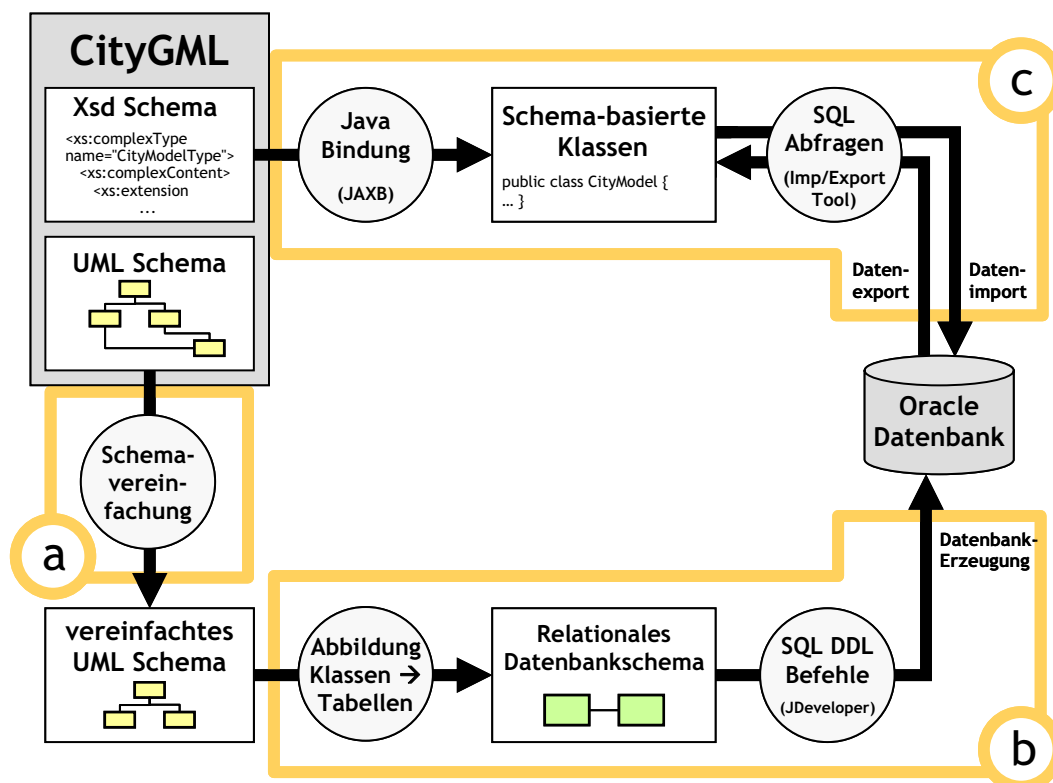 CityGML
Xsd Schema
<xs:complexType
name="CityModelType">
<xs:complexContent>
<xs:extension
...
UML Schema
Java
Bindung
(JAXB)
Schema-basierte
Klassen
public class CityModel {
... }
SQL
Abfragen
(Imp/Export
Tool)
c
Daten-
export
Daten-
import
Oracle
Datenbank
Schema-
verein-
fachung
a
vereinfachtes
UML Schema
Abbildung
Klassen →
Tabellen
Relationales
Datenbankschema
SQL DDL
Befehle
(JDeveloper)
Datenbank-
Erzeugung
b